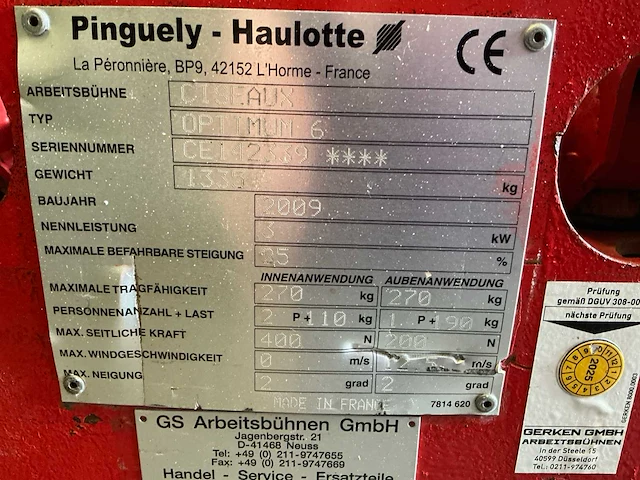 Pinguely - Haulotte
CE
La Péronnière, BP9, 42152 L'Horme - France
ARBEITSBÜHNE CISEAUX
TYP OPTIMUM 6
SERIENNUMMER CE142339 ****
GEWICHT kg
BAUJAHR 2009
NENNLEISTUNG 3 kW
MAXIMALE BEFAHRBARE STEIGUNG 25 %
INNENANWENDUNG AUßENANWENDUNG
MAXIMALE TRAGFÄHIGKEIT 270 kg 270 kg
PERSONNENANZAHL + LAST 2 P + 110 kg 1 P + 190 kg
MAX. SEITLICHE KRAFT 400 N 200 N
MAX. WINDGESCHWINDIGKEIT 0 m/s m/s
MAX. NEIGUNG 2 grad 2 grad
MADE IN FRANCE 7814 620
GS Arbeitsbühnen GmbH
Jagenbergstr. 21
D-41468 Neuss
Tel: +49 (0) 211-9747655
Fax: +49 (0) 211-9747669
Handel - Service - Ersatzteile
Prüfung
gemäß DGUV 308-00
nächste Prüfung
2025
GERKEN GMBH
ARBEITSBÜHNEN
in der Steele 15
40599 Düsseldorf
Tel.: 0211-974760